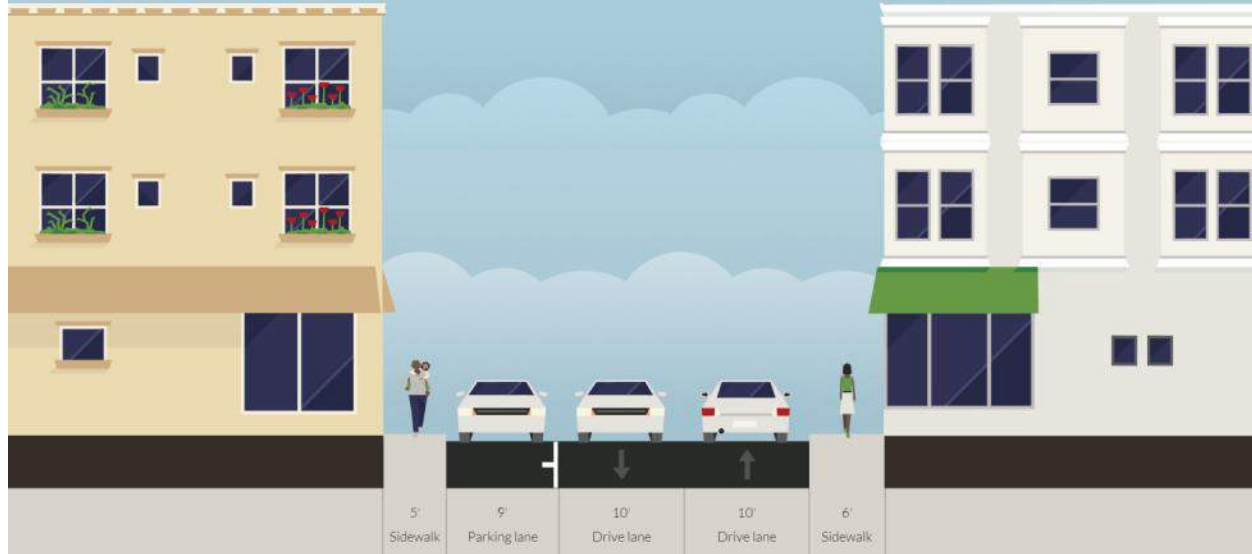 5'
Sidewalk
9'
Parking lane
10'
Drive lane
10'
Drive lane
6'
Sidewalk